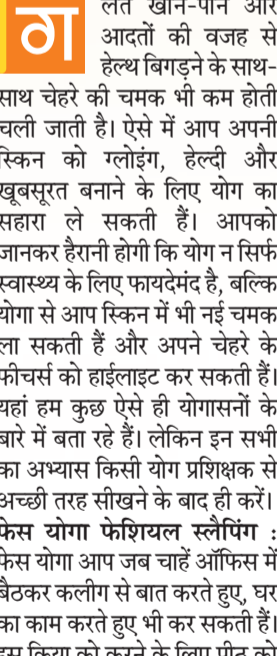 ग
लत खान-पान और
आदतों की वजह से
हेल्थ बिगड़ने के साथ-
साथ चेहरे की चमक भी कम होती
चली जाती है। ऐसे में आप अपनी
स्किन को ग्लोइंग, हेल्दी और
खूबसूरत बनाने के लिए योग का
सहारा ले सकती हैं। आपको
जानकर हैरानी होगी कि योग न सिर्फ
स्वास्थ्य के लिए फायदेमंद है, बल्कि
योगा से आप स्किन में भी नई चमक
ला सकती हैं और अपने चेहरे के
फीचर्स को हाईलाइट कर सकती हैं।
यहां हम कुछ ऐसे ही योगासनों के
बारे में बता रहे हैं। लेकिन इन सभी
का अभ्यास किसी योग प्रशिक्षक से
अच्छी तरह सीखने के बाद ही करें।
फेस योगा फेशियल स्लैपिंग :
फेस योगा आप जब चाहें ऑफिस में
बैठकर कलीग से बात करते हुए, घर
का काम करते हुए भी कर सकती हैं।
इस क्रिया को करने के लिए पीठ को